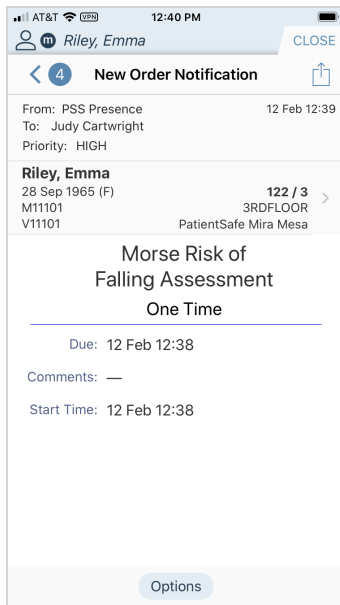 AT&T VPN 12:40 PM
m Riley, Emma CLOSE
4 New Order Notification
From: PSS Presence 12 Feb 12:39
To: Judy Cartwright
Priority: HIGH
Riley, Emma
28 Sep 1965 (F) 122 / 3
M11101 3RDFLOOR
V11101 PatientSafe Mira Mesa
Morse Risk of
Falling Assessment
One Time
Due: 12 Feb 12:38
Comments: —
Start Time: 12 Feb 12:38
Options